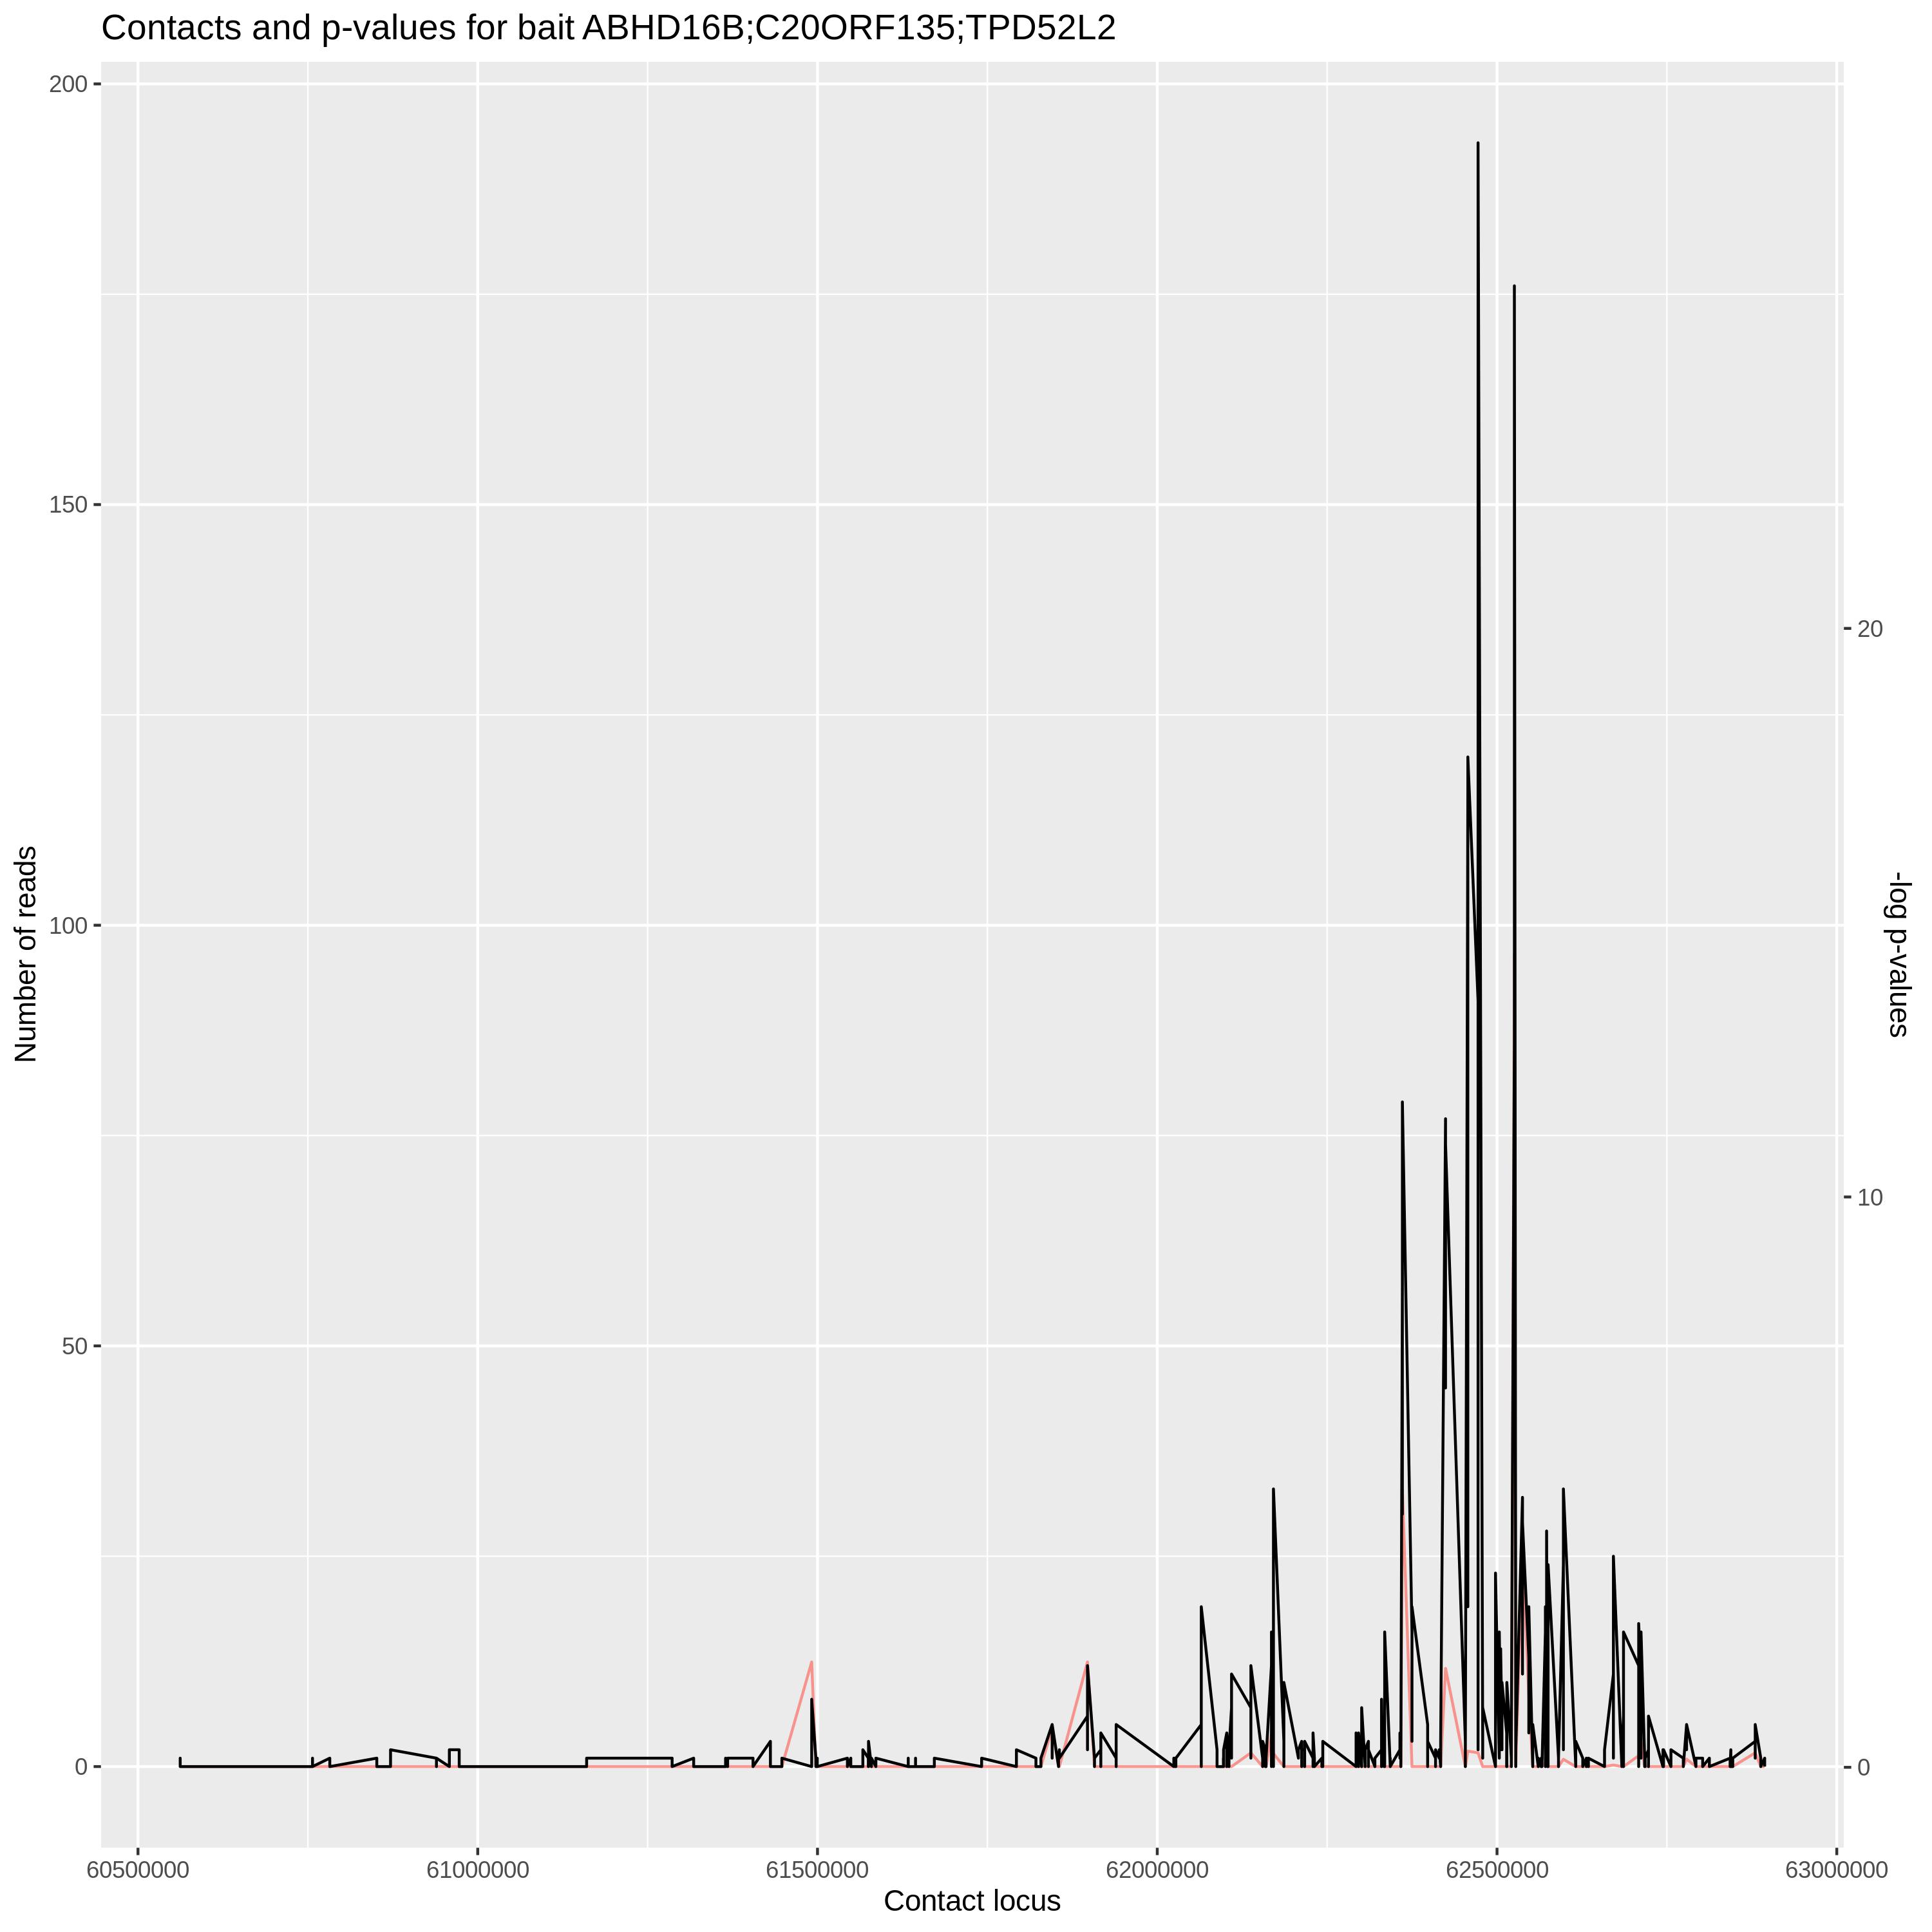 Contacts and p-values for bait ABHD16B;C20ORF135;TPD52L2
200
150
100
50
0
Number of reads
20
10
0
-log p-values
60500000 61000000 61500000 62000000 62500000 63000000
Contact locus